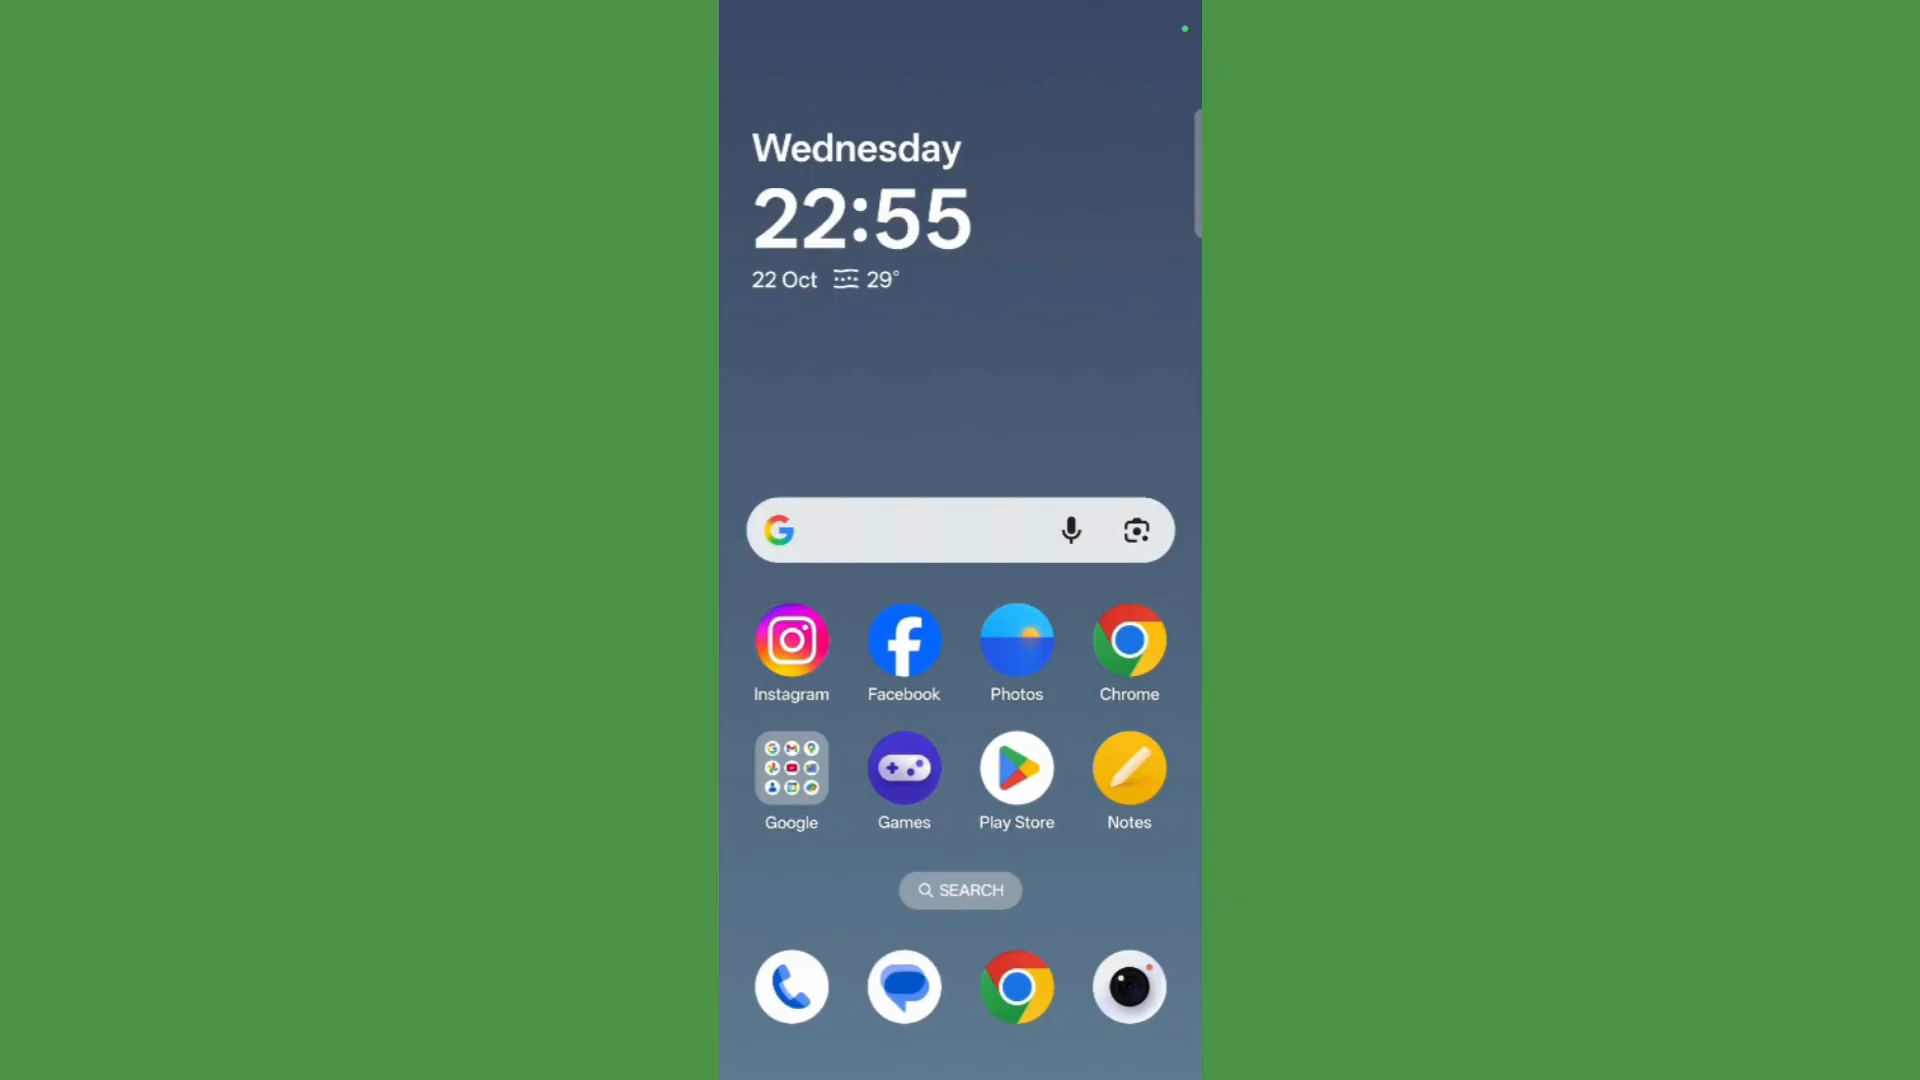 Wednesday
22:55
22 Oct 29°
Instagram Facebook Photos Chrome
Google Games Play Store Notes
SEARCH